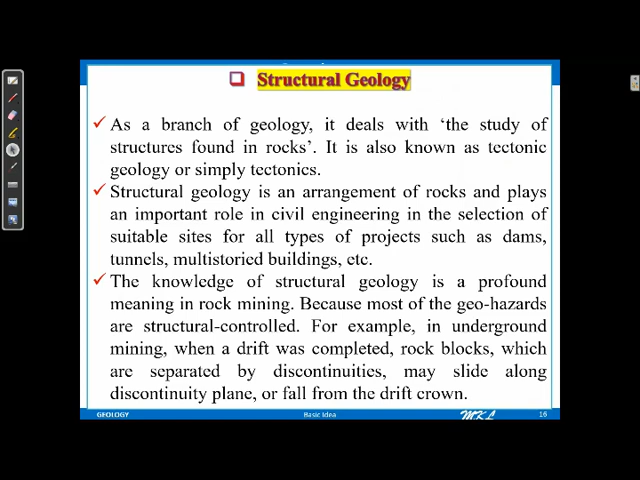 Structural Geology
As a branch of geology, it deals with ‘the study of
structures found in rocks’. It is also known as tectonic
geology or simply tectonics.
Structural geology is an arrangement of rocks and plays
an important role in civil engineering in the selection of
suitable sites for all types of projects such as dams,
tunnels, multistoried buildings, etc.
The knowledge of structural geology is a profound
meaning in rock mining. Because most of the geo-hazards
are structural-controlled. For example, in underground
mining, when a drift was completed, rock blocks, which
are separated by discontinuities, may slide along
discontinuity plane, or fall from the drift crown.
GEOLOGY Basic Idea MKL 16